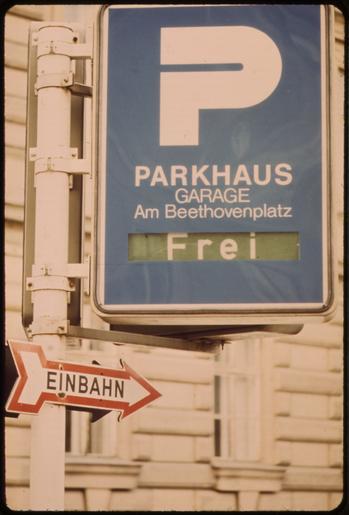 P
PARKHAUS
GARAGE
Am Beethovenplatz
Frei
EINBAHN